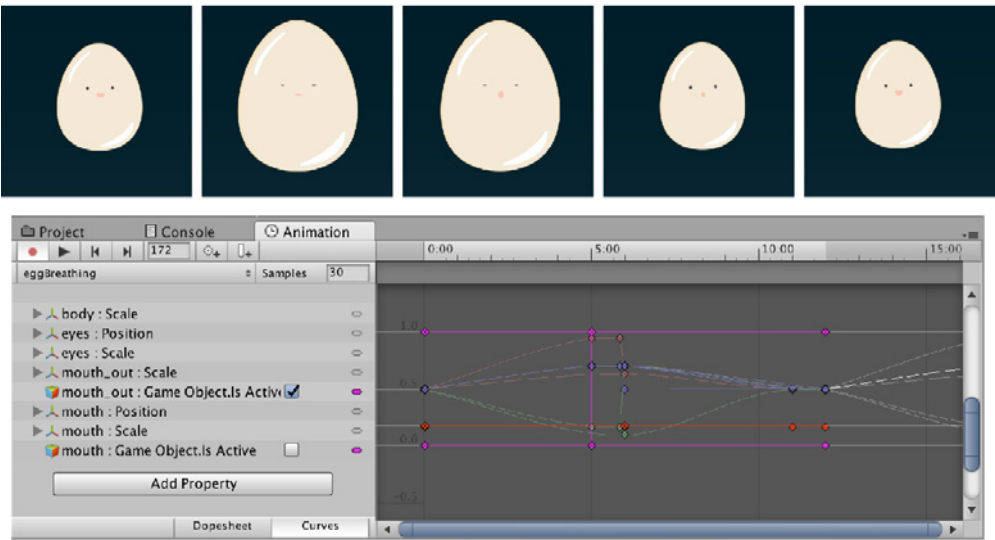 Project Console Animation
172 0:00 5:00 10:00 15:00
eggBreathing Samples 30
body : Scale
eyes : Position
eyes : Scale
mouth_out : Scale
mouth_out : Game Object.Is Active
mouth : Position
mouth : Scale
mouth : Game Object.Is Active
1.0
0.5
0.0
-0.5
Add Property
Dopesheet Curves